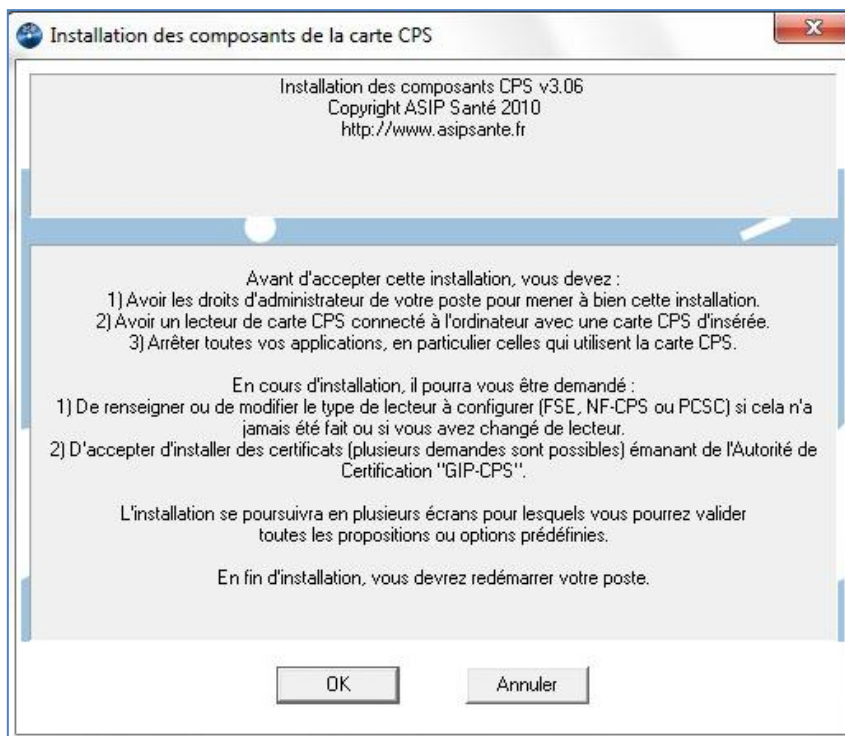 Installation des composants de la carte CPS
Installation des composants CPS v3.06
Copyright ASIP Santé 2010
http://www.asipsante.fr
Avant d'accepter cette installation, vous devez :
1) Avoir les droits d'administrateur de votre poste pour mener à bien cette installation.
2) Avoir un lecteur de carte CPS connecté à l'ordinateur avec une carte CPS d'insérée.
3) Arrêter toutes vos applications, en particulier celles qui utilisent la carte CPS.
En cours d'installation, il pourra vous être demandé :
1) De renseigner ou de modifier le type de lecteur à configurer (FSE, NF-CPS ou PCSC) si cela n'a
jamais été fait ou si vous avez changé de lecteur.
2) D'accepter d'installer des certificats (plusieurs demandes sont possibles) émanant de l'Autorité de
Certification "GIP-CPS".
L'installation se poursuivra en plusieurs écrans pour lesquels vous pourrez valider
toutes les propositions ou options prédéfinies.
En fin d'installation, vous devrez redémarrer votre poste.
OK
Annuler